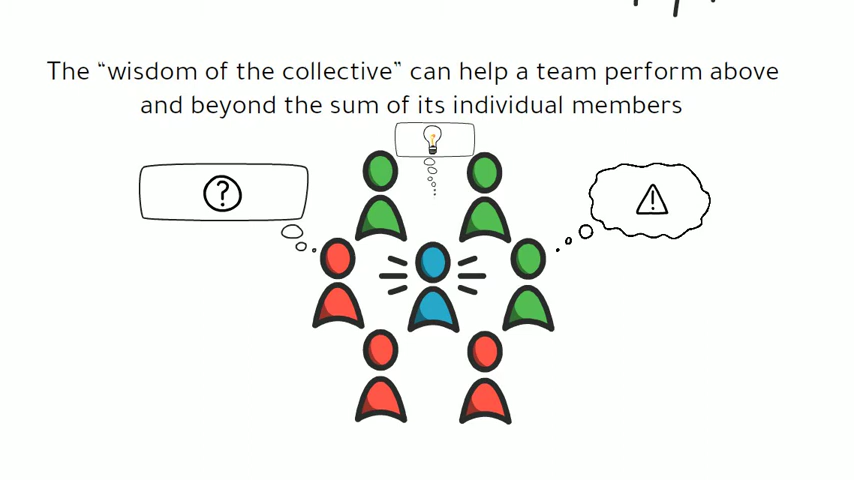 The “wisdom of the collective” can help a team perform above
and beyond the sum of its individual members
?
!